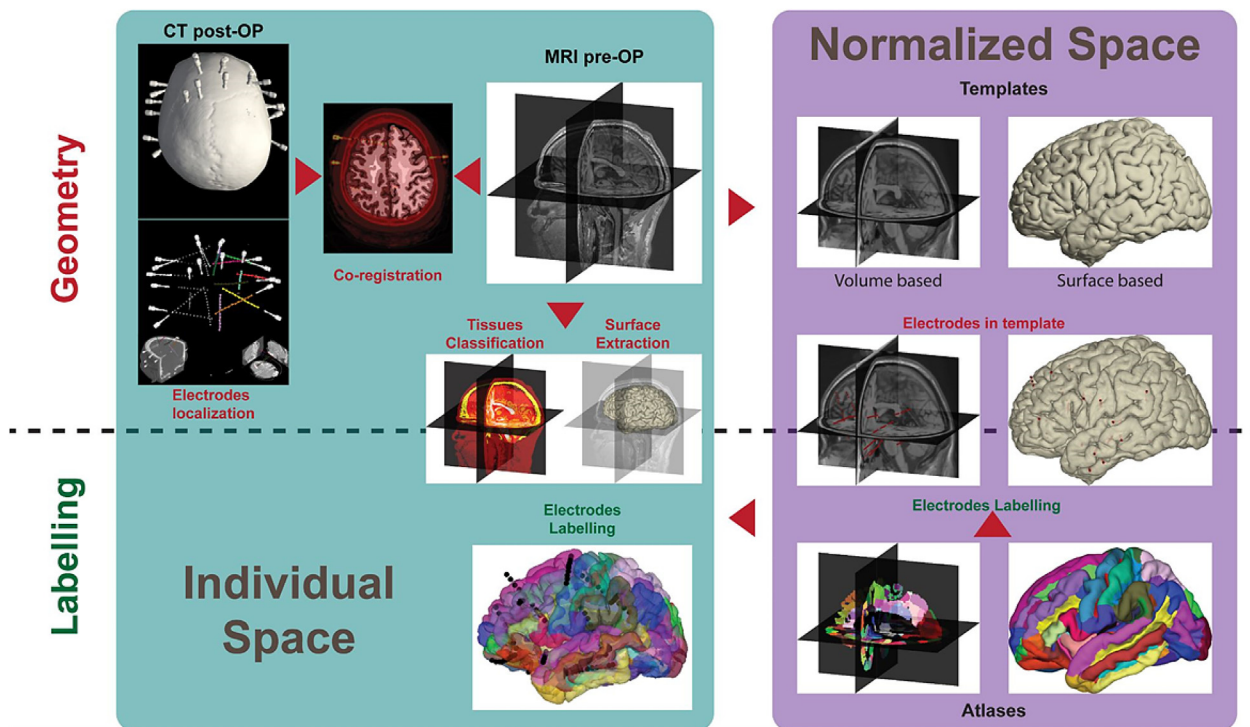 Geometry
Labelling
CT post-OP
MRI pre-OP
Co-registration
Electrodes
localization
Tissues
Classification
Surface
Extraction
Electrodes
Labelling
Individual
Space
Normalized Space
Templates
Volume based
Surface based
Electrodes in template
Electrodes Labelling
Atlases